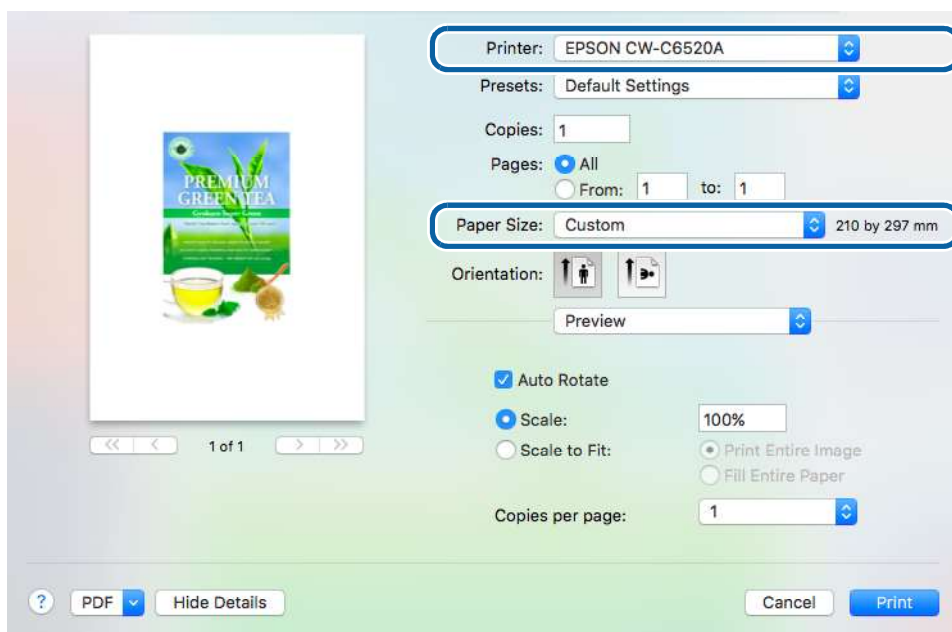 PREMIUM
GREEN TEA
Printer: EPSON CW-C6520A
Presets: Default Settings
Copies: 1
Pages: All
From: 1 to: 1
Paper Size: Custom 210 by 297 mm
Orientation:
Preview
Auto Rotate
Scale: 100%
Scale to Fit: Print Entire Image
Fill Entire Paper
Copies per page: 1
<< < 1 of 1 > >>
? PDF Hide Details Cancel Print